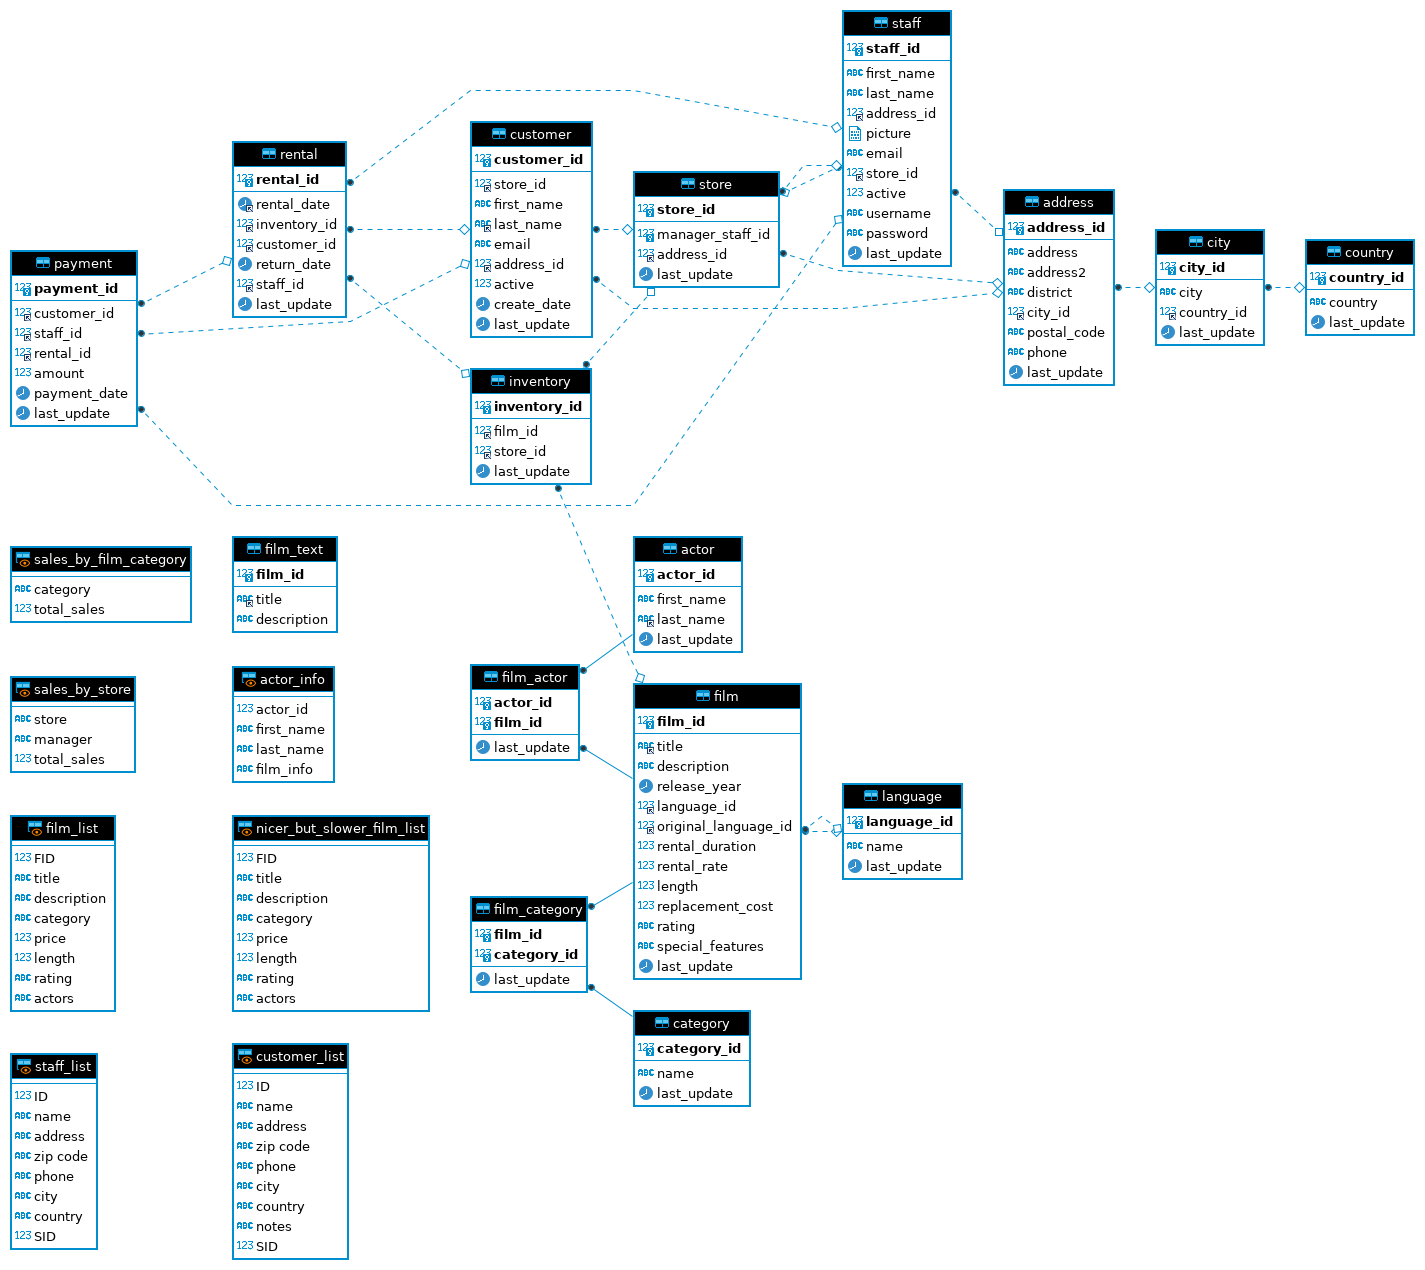 staff
staff_id
first_name
last_name
address_id
picture
email
store_id
active
username
password
last_update
customer
customer_id
store_id
first_name
last_name
email
address_id
active
create_date
last_update
rental
rental_id
rental_date
inventory_id
customer_id
return_date
staff_id
last_update
store
store_id
manager_staff_id
address_id
last_update
address
address_id
address
address2
district
city_id
postal_code
phone
last_update
city
city_id
city
country_id
last_update
country
country_id
country
last_update
payment
payment_id
customer_id
staff_id
rental_id
amount
payment_date
last_update
inventory
inventory_id
film_id
store_id
last_update
sales_by_film_category
category
total_sales
film_text
film_id
title
description
actor
actor_id
first_name
last_name
last_update
sales_by_store
store
manager
total_sales
actor_info
actor_id
first_name
last_name
film_info
film_actor
actor_id
film_id
last_update
film
film_id
title
description
release_year
language_id
original_language_id
rental_duration
rental_rate
length
replacement_cost
rating
special_features
last_update
language
language_id
name
last_update
film_list
FID
title
description
category
price
length
rating
actors
nicer_but_slower_film_list
FID
title
description
category
price
length
rating
actors
film_category
film_id
category_id
last_update
category
category_id
name
last_update
staff_list
ID
name
address
zip code
phone
city
country
SID
customer_list
ID
name
address
zip code
phone
city
country
notes
SID